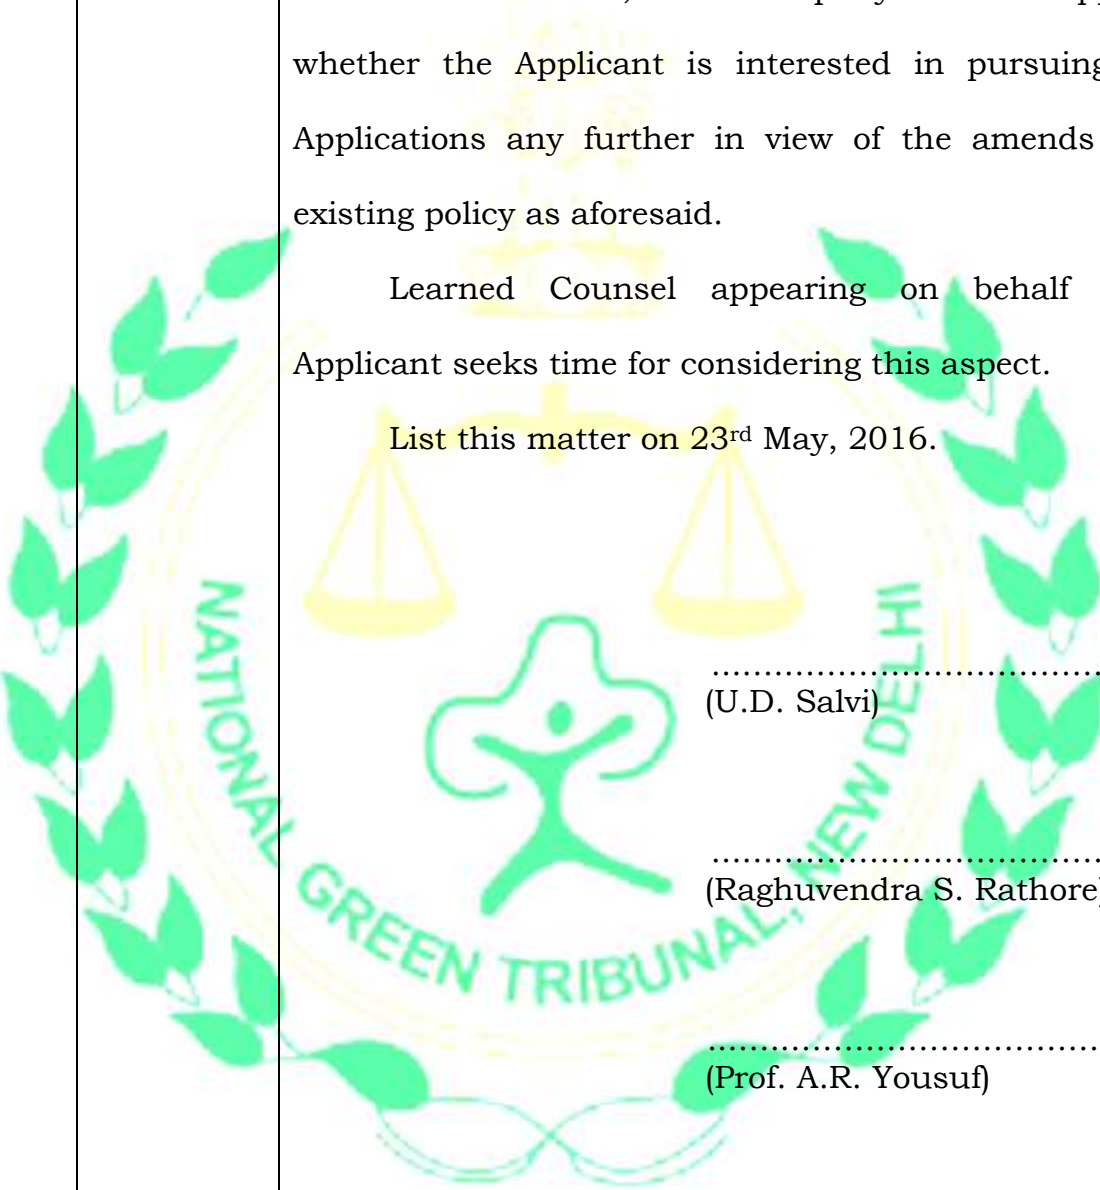 whether the Applicant is interested in pursuing
Applications any further in view of the amends
existing policy as aforesaid.
Learned Counsel appearing on behalf
Applicant seeks time for considering this aspect.
List this matter on 23rd May, 2016.
(U.D. Salvi)
(Raghuvendra S. Rathore)
(Prof. A.R. Yousuf)
NATIONAL GREEN TRIBUNAL, NEW DELHI